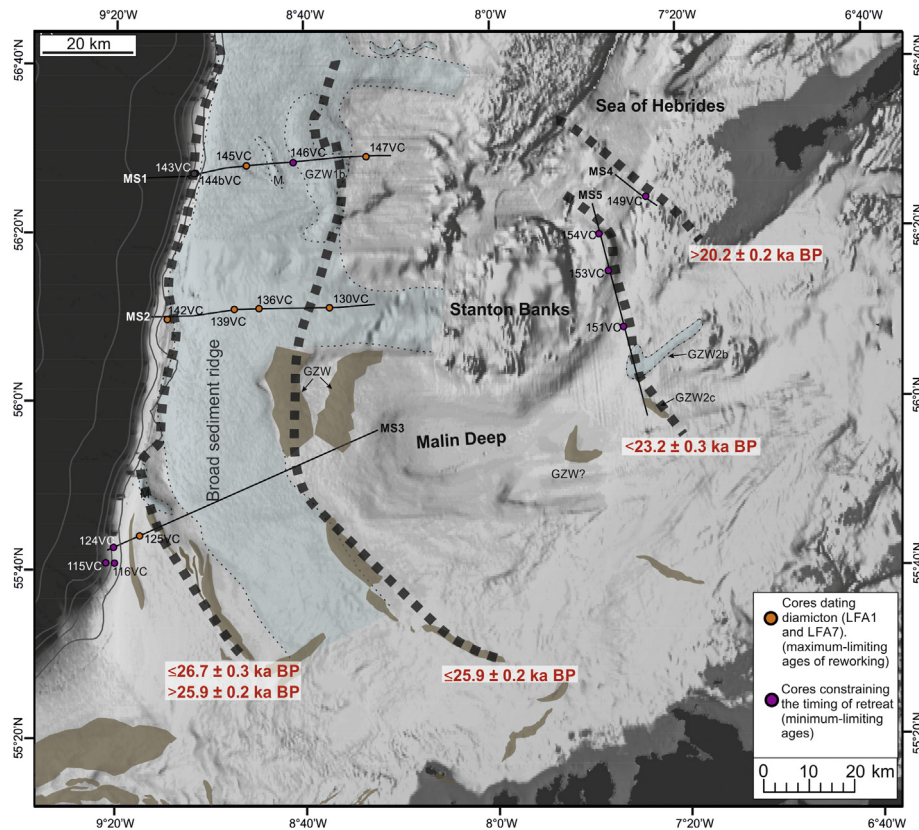 9°20'W
8°40'W
8°0'W
7°20'W
6°40'W
20 km
56°40'N
56°40'N
Sea of Hebrides
143VC
145VC
146VC
147VC
MS1
144bVC
M
GZW1b
MS4
MS5
149VC
56°20'N
56°20'N
154VC
>20.2 ± 0.2 ka BP
153VC
142VC
136VC
130VC
MS2
139VC
Stanton Banks
151VC
GZW2b
GZW
56°0'N
56°0'N
GZW2c
MS3
Malin Deep
<23.2 ± 0.3 ka BP
Broad sediment ridge
GZW?
124VC
125VC
115VC
116VC
55°40'N
55°40'N
Cores dating
diamicton (LFA1
and LFA7).
(maximum-limiting
ages of reworking)
≤26.7 ± 0.3 ka BP
>25.9 ± 0.2 ka BP
≤25.9 ± 0.2 ka BP
Cores constraining
the timing of retreat
(minimum-limiting
ages)
55°20'N
55°20'N
0 10 20 km
9°20'W
8°40'W
8°0'W
7°20'W
6°40'W